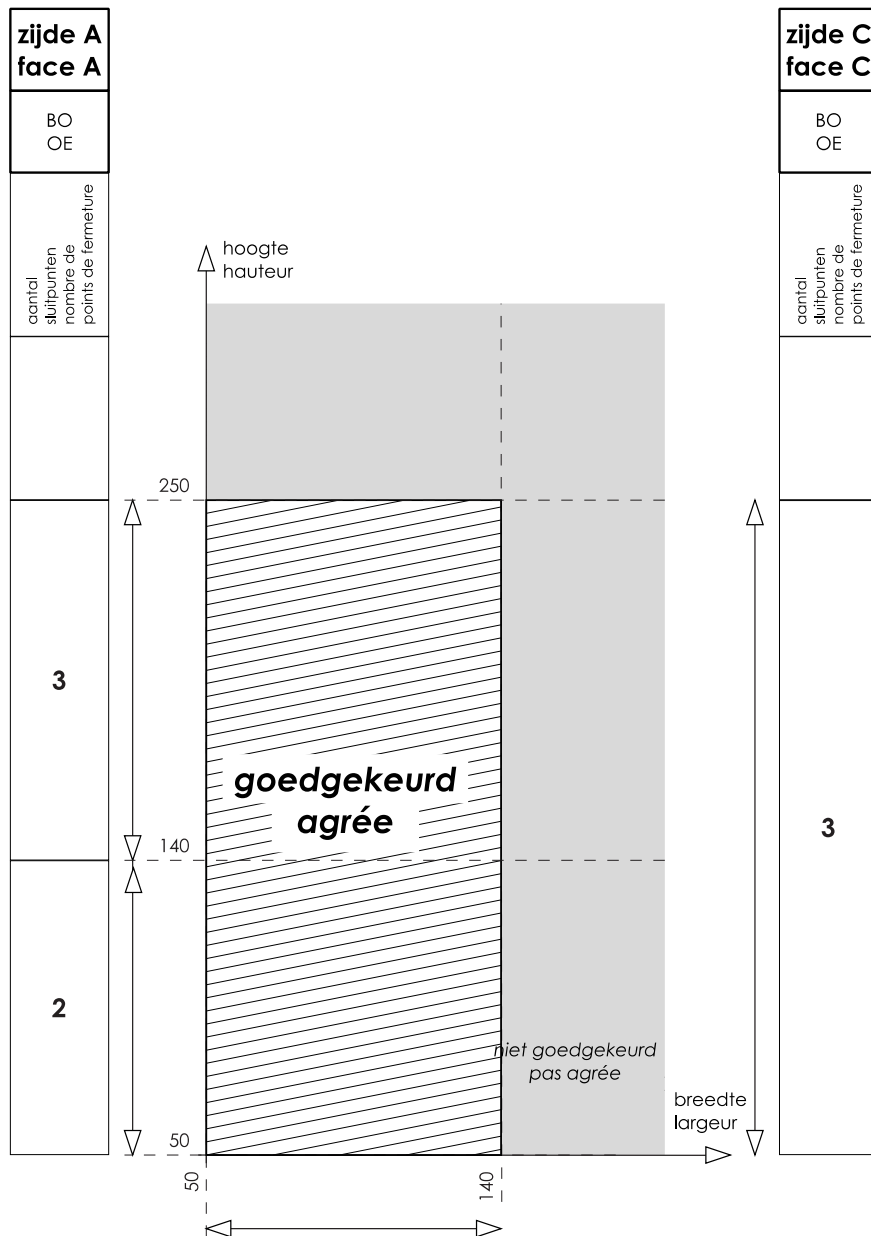 zijde A
face A
BO
OE
aantal
sluitpunten
nombre de
points de fermeture
3
2
hoogte
hauteur
250
140
50
goedgekeurd
agrée
niet goedgekeurd
pas agrée
breedte
largeur
50
140
zijde C
face C
BO
OE
aantal
sluitpunten
nombre de
points de fermeture
3